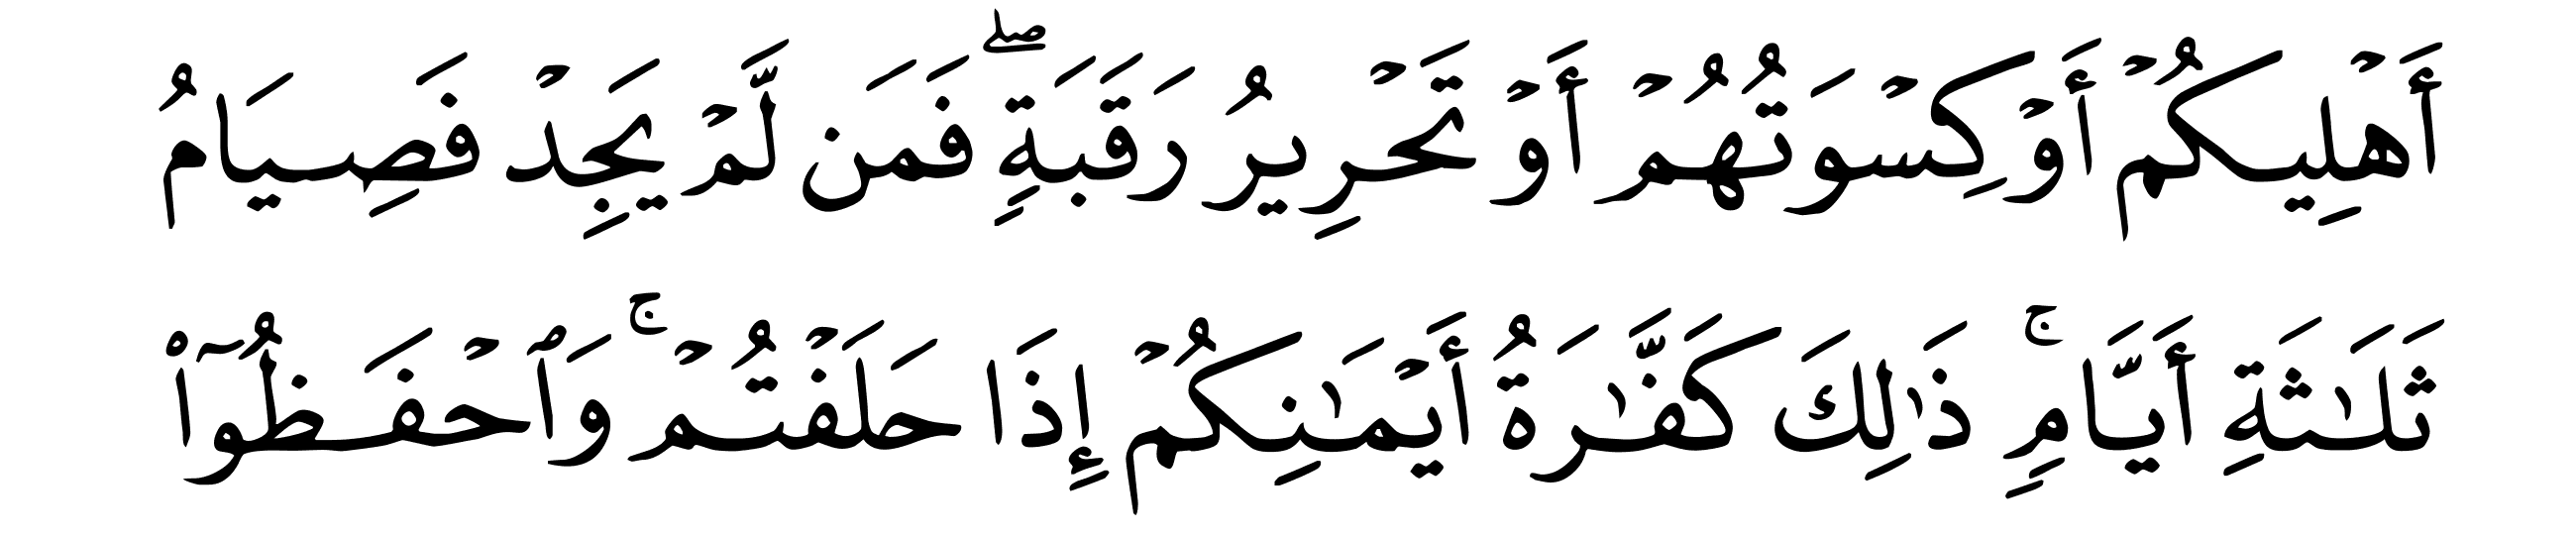 أَهۡلِيكُمۡ أَوۡ كِسۡوَتُهُمۡ أَوۡ تَحۡرِيرُ رَقَبَةٖۖ فَمَن لَّمۡ يَجِدۡ فَصِيَامُ
ثَلَٰثَةِ أَيَّامٖۚ ذَٰلِكَ كَفَّٰرَةُ أَيۡمَٰنِكُمۡ إِذَا حَلَفۡتُمۡۚ وَٱحۡفَظُوٓاْ